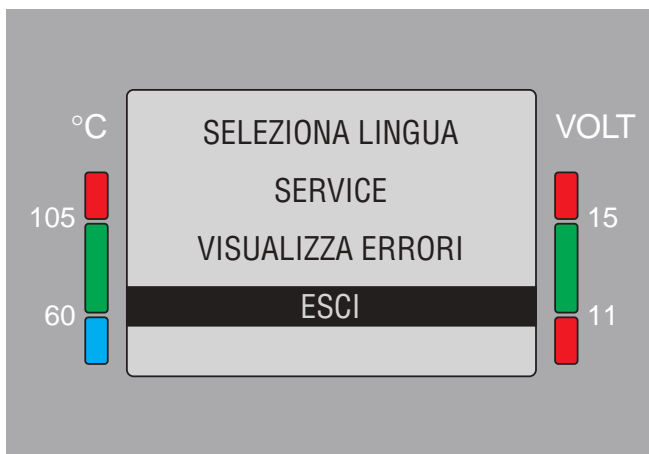 °C
VOLT
SELEZIONA LINGUA
SERVICE
VISUALIZZA ERRORI
ESCI
105
60
15
11